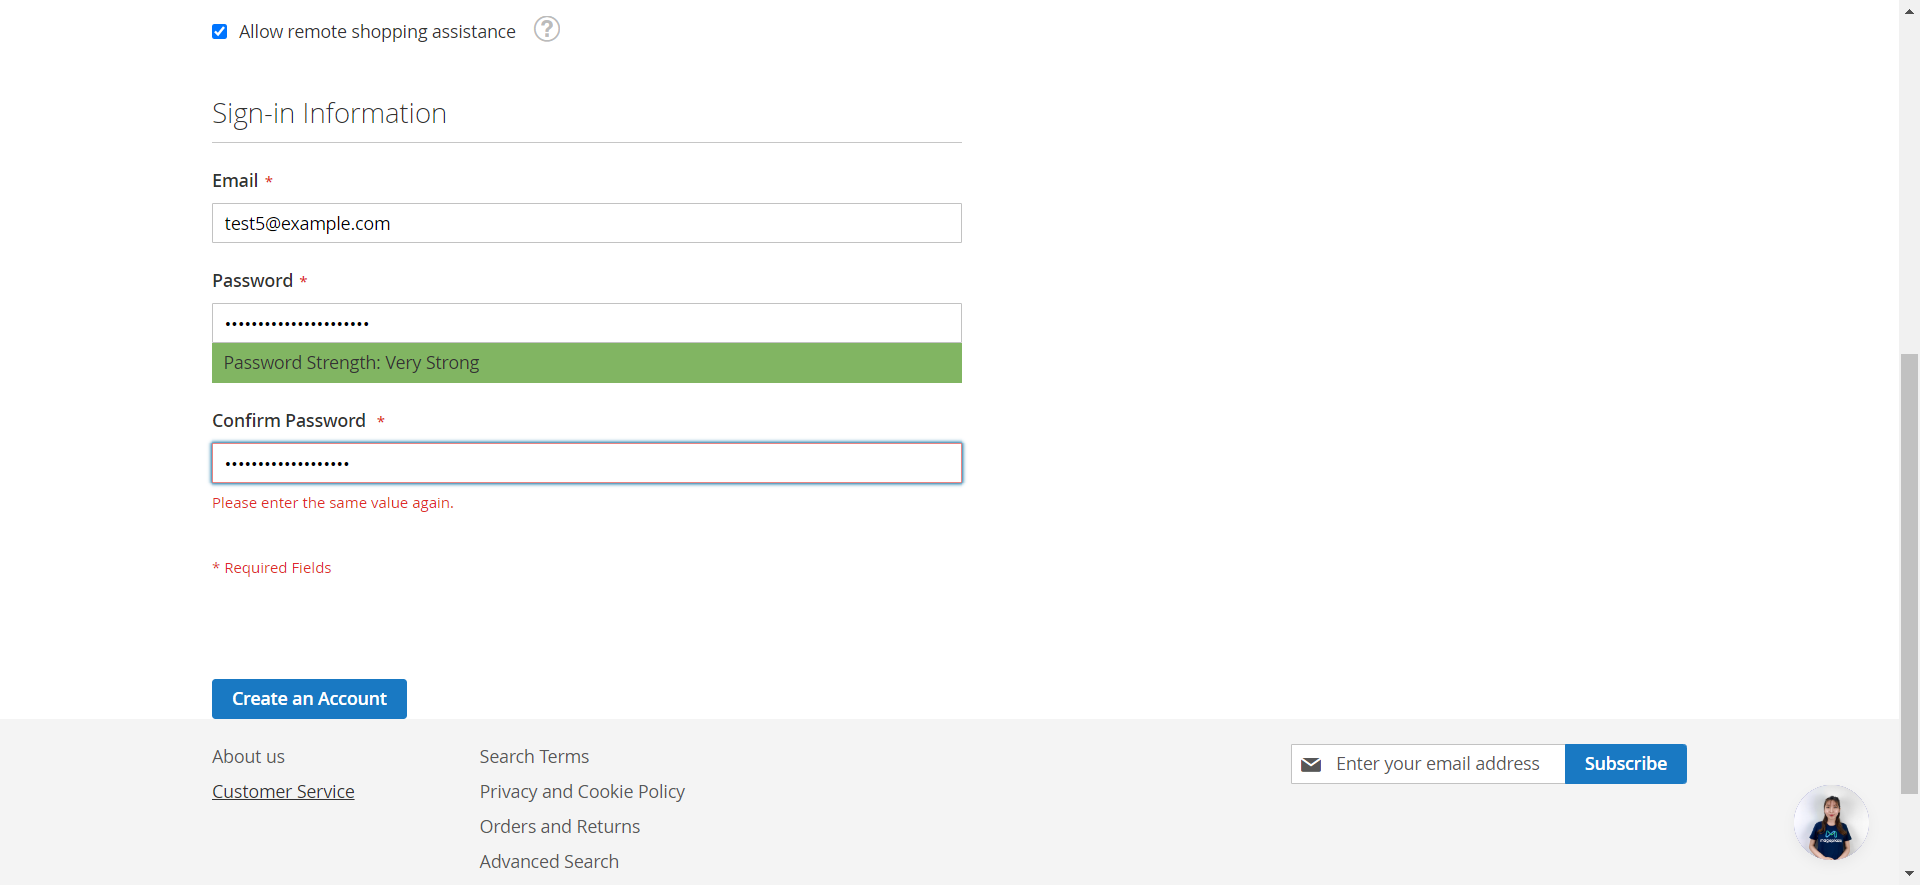 Allow remote shopping assistance ?
Sign-in Information
Email *
test5@example.com
Password *
••••••••••••••••••••••
Password Strength: Very Strong
Confirm Password *
•••••••••••••••••••
Please enter the same value again.
* Required Fields
Create an Account
About us
Customer Service
Search Terms
Privacy and Cookie Policy
Orders and Returns
Advanced Search
Enter your email address
Subscribe